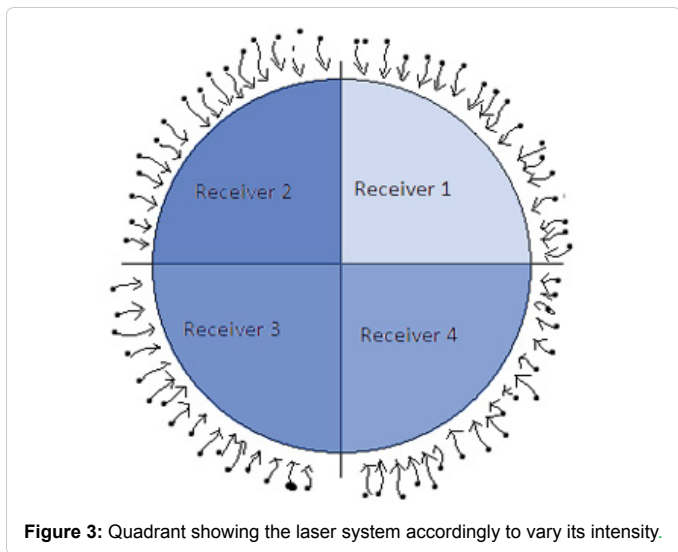 Receiver 2 Receiver 1
Receiver 3 Receiver 4
Figure 3: Quadrant showing the laser system accordingly to vary its intensity.